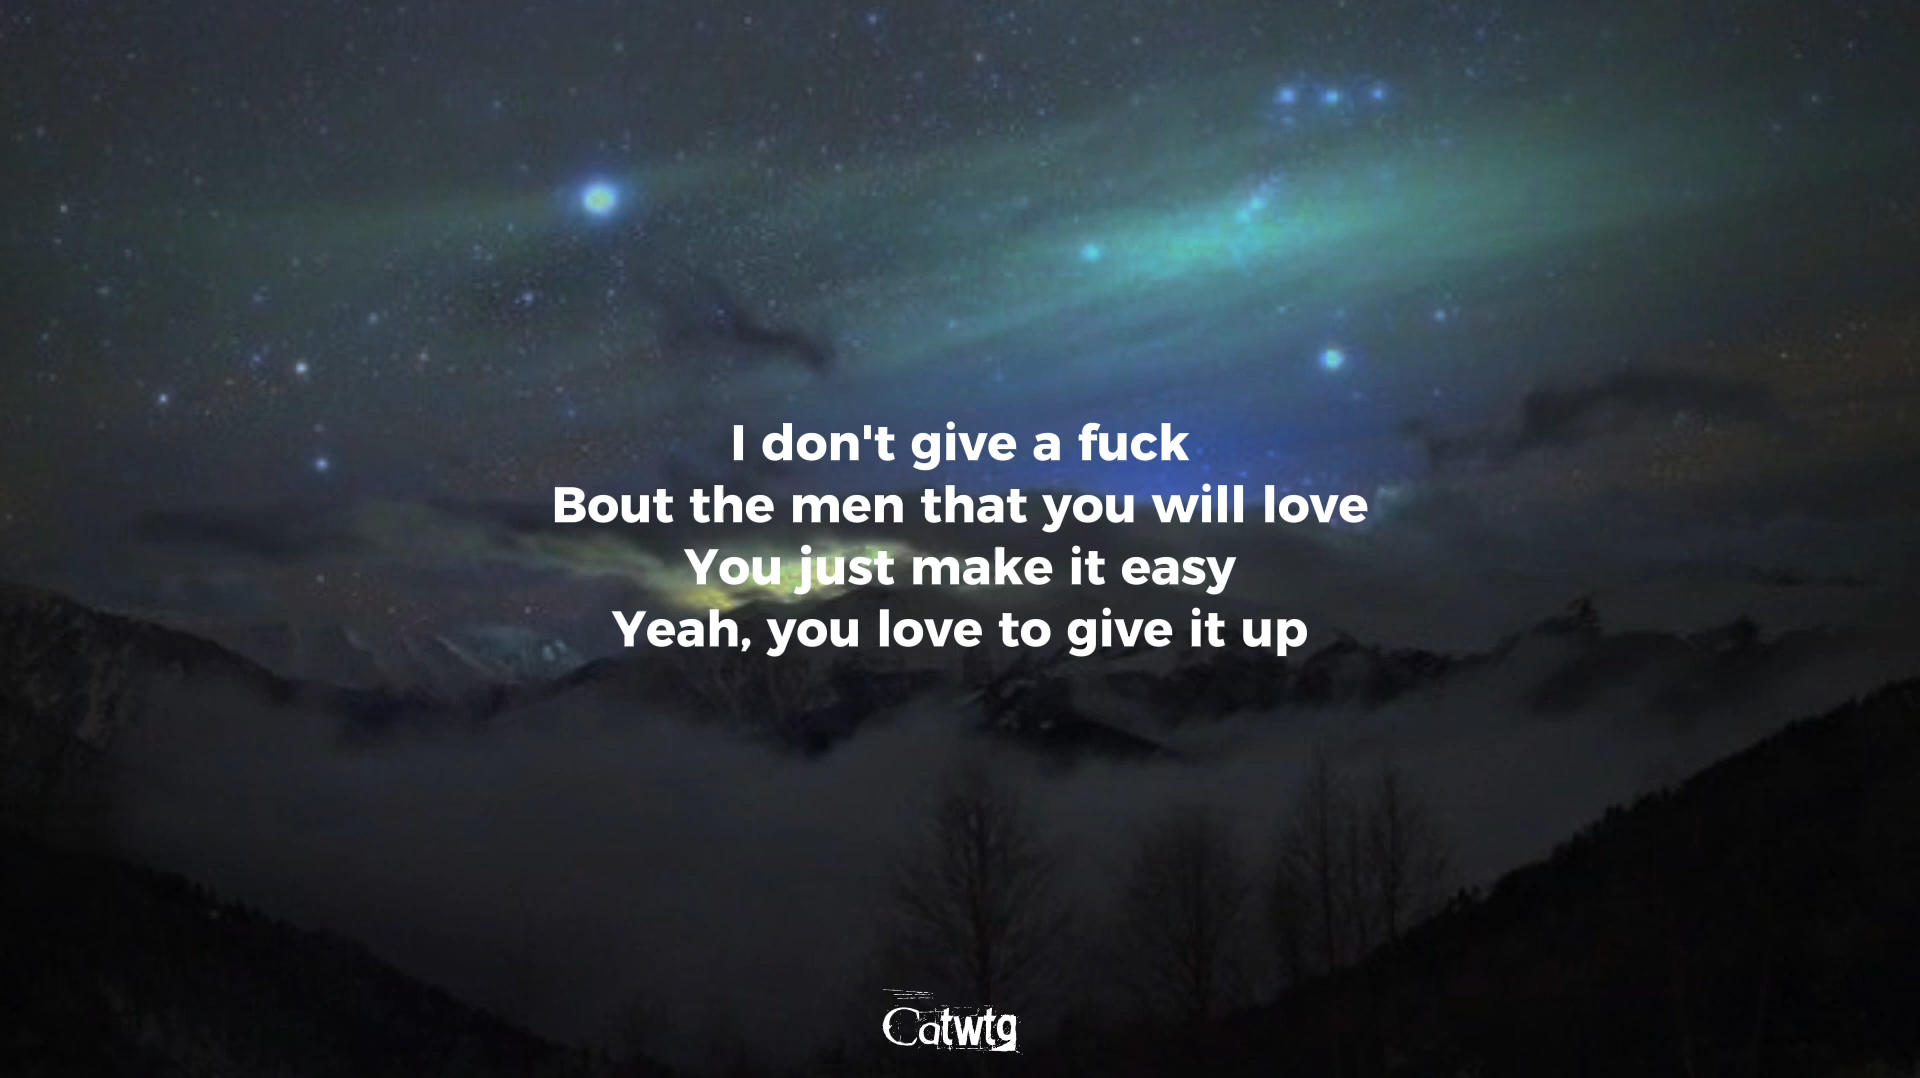 I don't give a fuck
Bout the men that you will love
You just make it easy
Yeah, you love to give it up
Catwtg